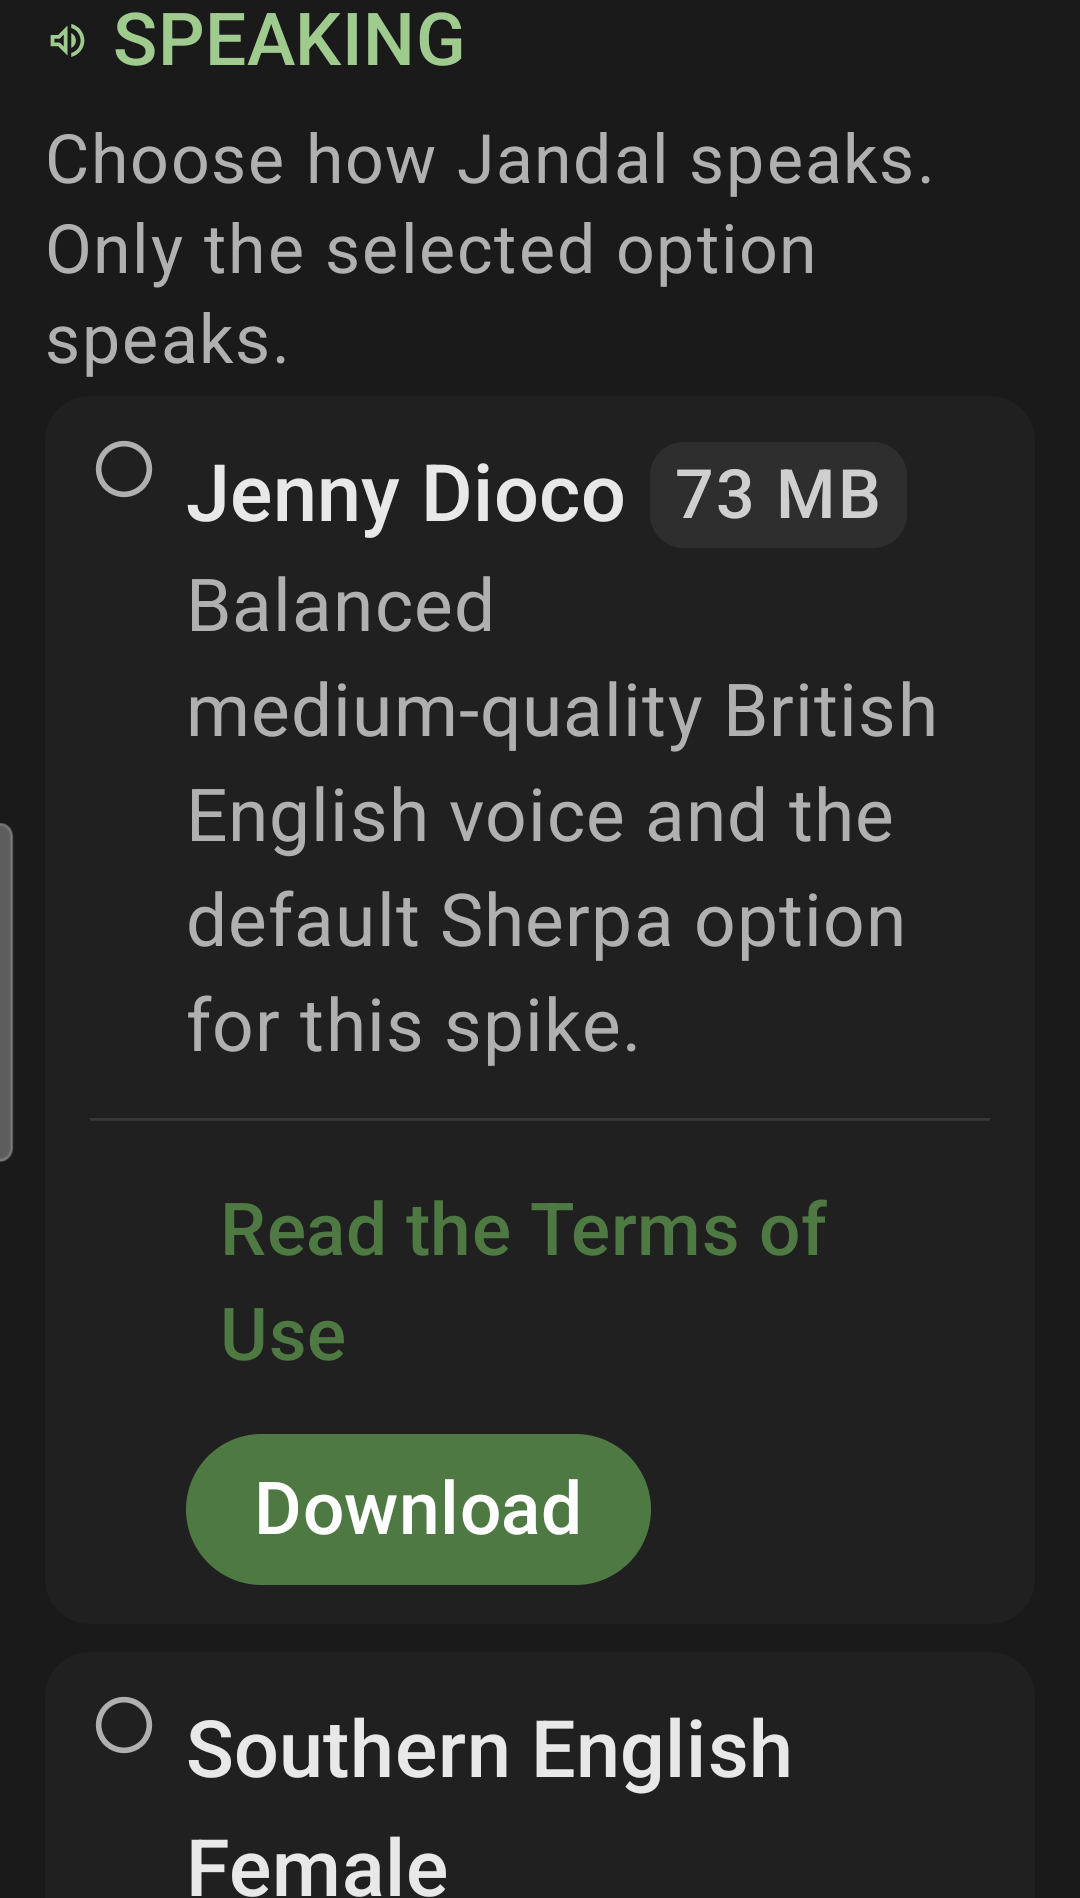 SPEAKING
Choose how Jandal speaks.
Only the selected option
speaks.
Jenny Dioco 73 MB
Balanced
medium-quality British
English voice and the
default Sherpa option
for this spike.
Read the Terms of
Use
Download
Southern English
Female